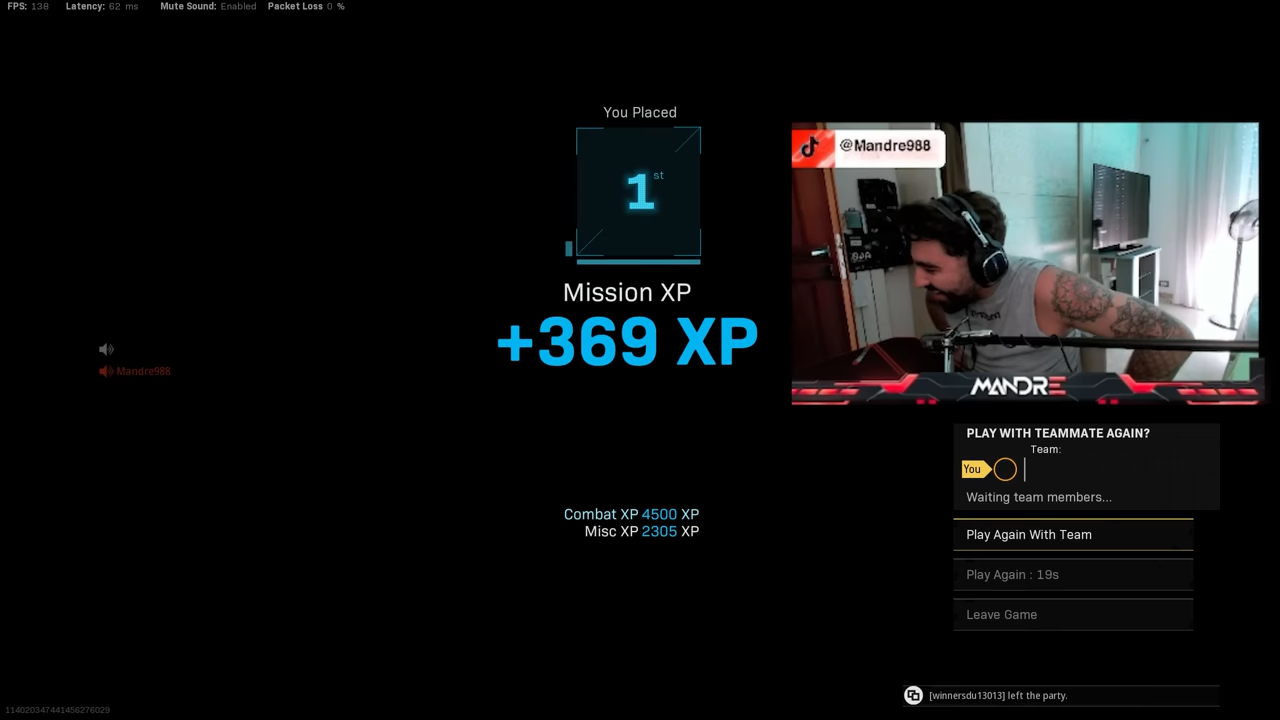 FPS: 138 Latency: 62 ms Mute Sound: Enabled Packet Loss 0 %
You Placed
1st
Mission XP
+369 XP
Combat XP 4500 XP
Misc XP 2305 XP
Mandre988
@Mandre988
MANDRE
PLAY WITH TEAMMATE AGAIN?
Team:
You
Waiting team members...
Play Again With Team
Play Again : 19s
Leave Game
[winnersdu13013] left the party.
114020347441456276029